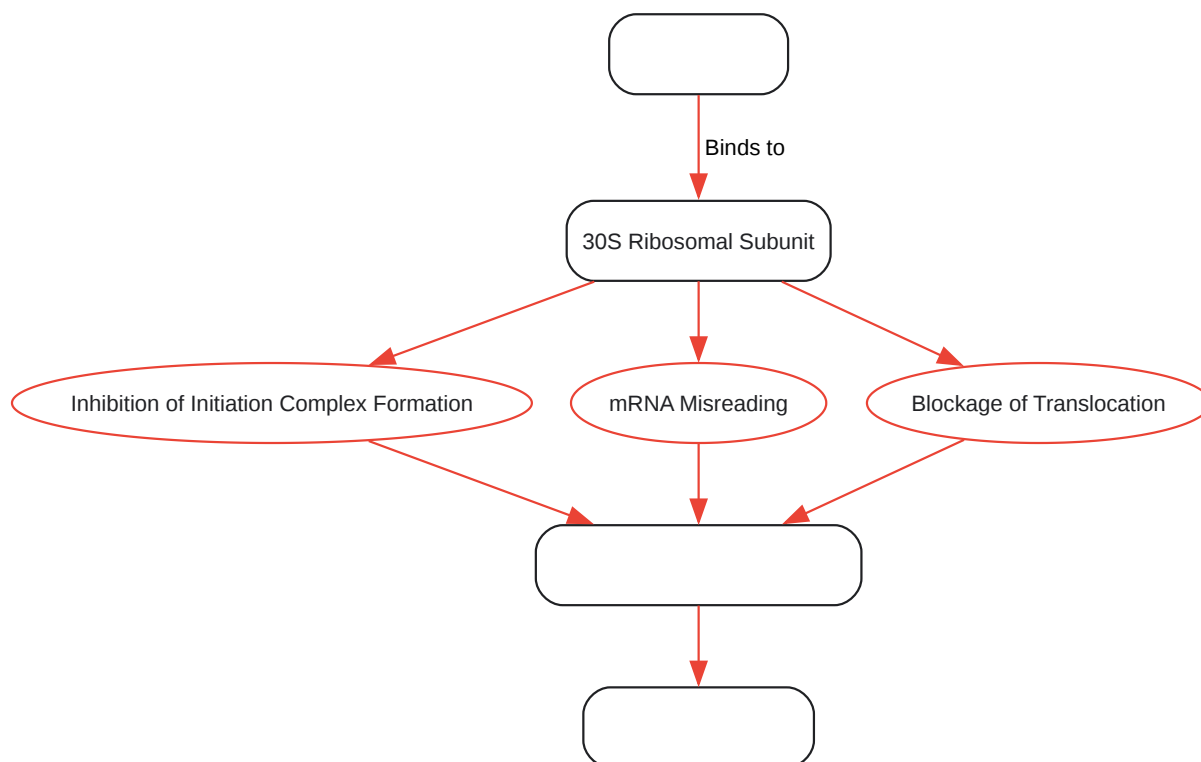 Binds to
30S Ribosomal Subunit
Inhibition of Initiation Complex Formation
mRNA Misreading
Blockage of Translocation